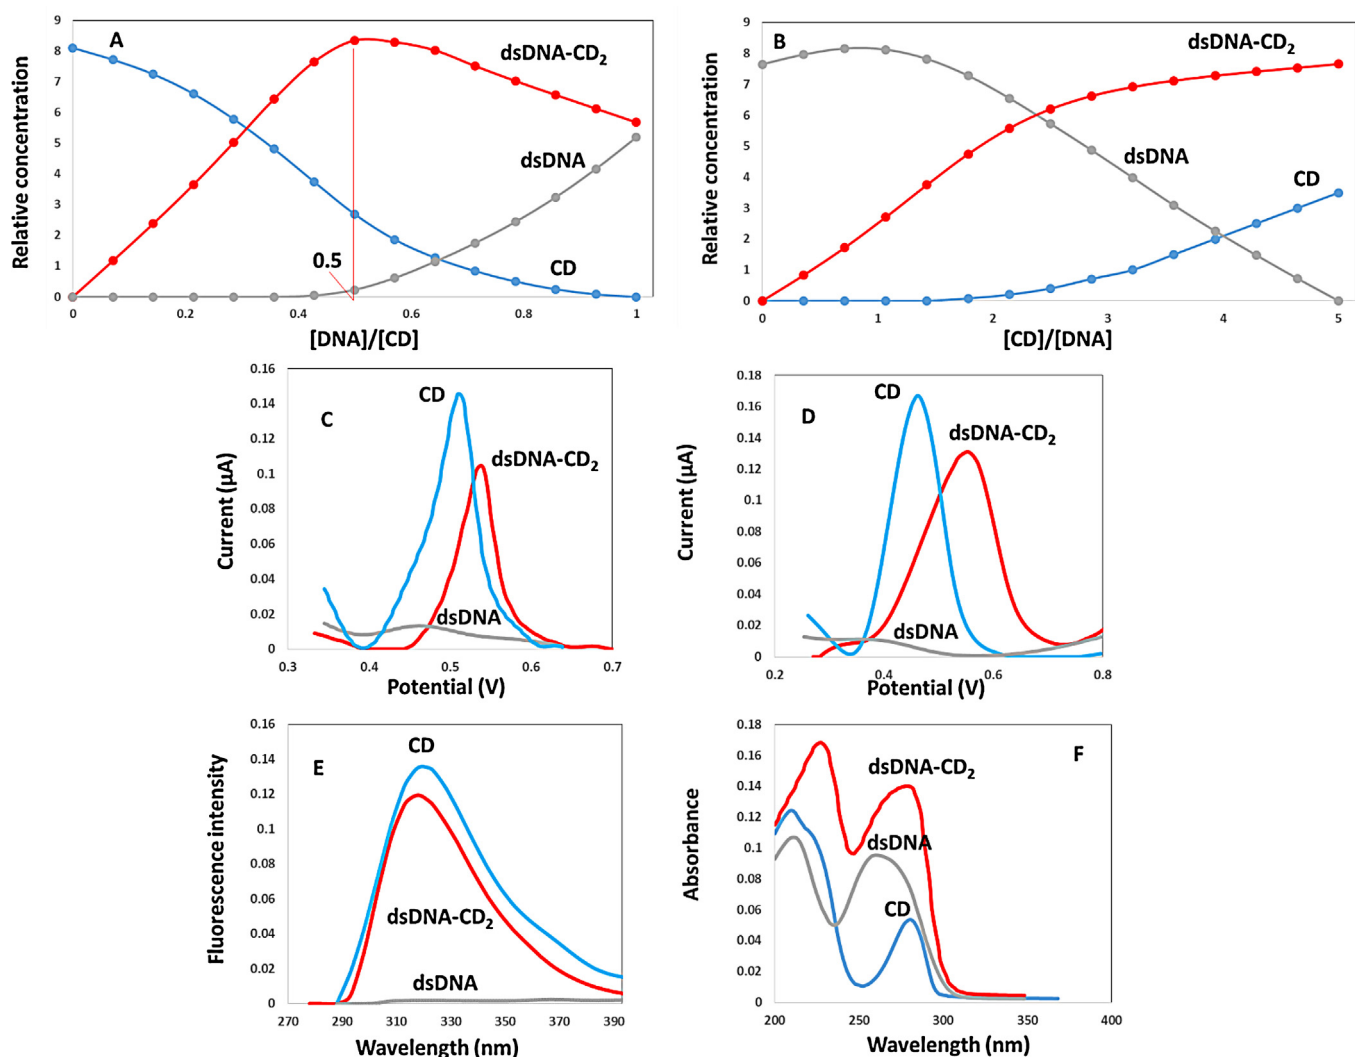 A
Relative concentration
9
8
7
6
5
4
3
2
1
0
dsDNA-CD₂
dsDNA
CD
0.5
0 0.2 0.4 0.6 0.8 1
[DNA]/[CD]
B
Relative concentration
9
8
7
6
5
4
3
2
1
0
dsDNA-CD₂
dsDNA
CD
0 1 2 3 4 5
[CD]/[DNA]
C
Current (µA)
0.16
0.14
0.12
0.1
0.08
0.06
0.04
0.02
0
CD
dsDNA-CD₂
dsDNA
0.3 0.4 0.5 0.6 0.7
Potential (V)
D
Current (µA)
0.18
0.16
0.14
0.12
0.1
0.08
0.06
0.04
0.02
0
CD
dsDNA-CD₂
dsDNA
0.2 0.4 0.6 0.8
Potential (V)
E
Fluorescence intensity
0.16
0.14
0.12
0.1
0.08
0.06
0.04
0.02
0
CD
dsDNA-CD₂
dsDNA
270 290 310 330 350 370 390
Wavelength (nm)
F
Absorbance
0.18
0.16
0.14
0.12
0.1
0.08
0.06
0.04
0.02
0
dsDNA-CD₂
dsDNA
CD
200 250 300 350 400
Wavelength (nm)